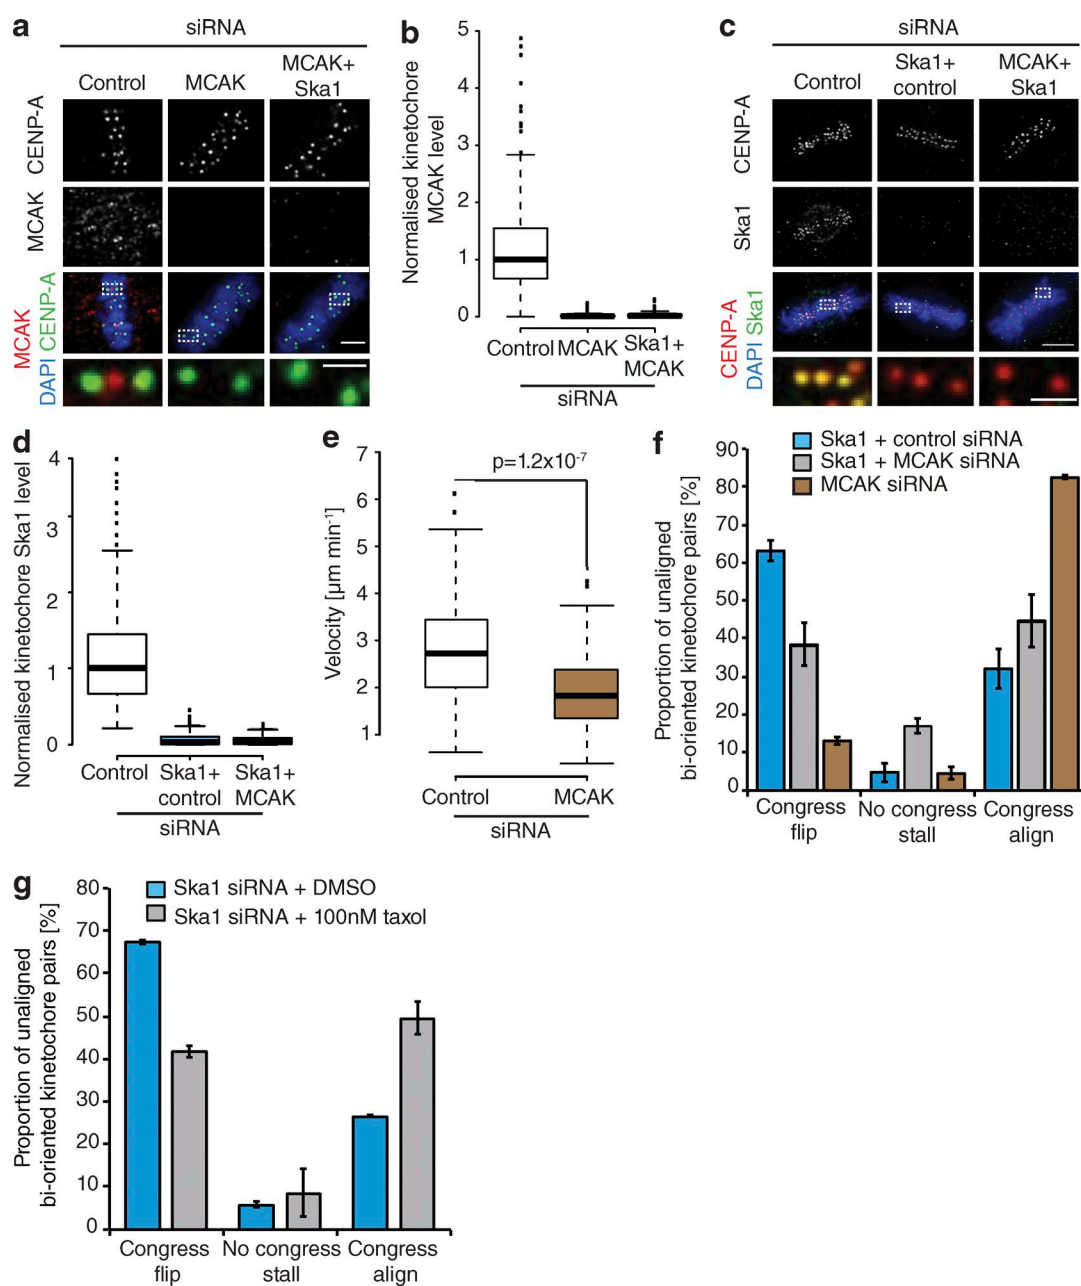 a
siRNA
Control
MCAK
MCAK+
Ska1
CENP-A
MCAK
MCAK
DAPI CENP-A
b
Normalised kinetochore
MCAK level
5
4
3
2
1
0
Control
MCAK
Ska1+
MCAK
siRNA
c
siRNA
Control
Ska1+
control
MCAK+
Ska1
CENP-A
Ska1
CENP-A
DAPI Ska1
d
Normalised kinetochore Ska1 level
4
3
2
1
0
Control
Ska1+
control
Ska1+
MCAK
siRNA
e
Velocity [µm min-1]
7
6
5
4
3
2
1
p=1.2x10-7
Control
MCAK
siRNA
f
Ska1 + control siRNA
Ska1 + MCAK siRNA
MCAK siRNA
Proportion of unaligned
bi-oriented kinetochore pairs [%]
90
80
70
60
50
40
30
20
10
0
Congress
flip
No congress
stall
Congress
align
g
Ska1 siRNA + DMSO
Ska1 siRNA + 100nM taxol
Proportion of unaligned
bi-oriented kinetochore pairs [%]
80
70
60
50
40
30
20
10
0
Congress
flip
No congress
stall
Congress
align